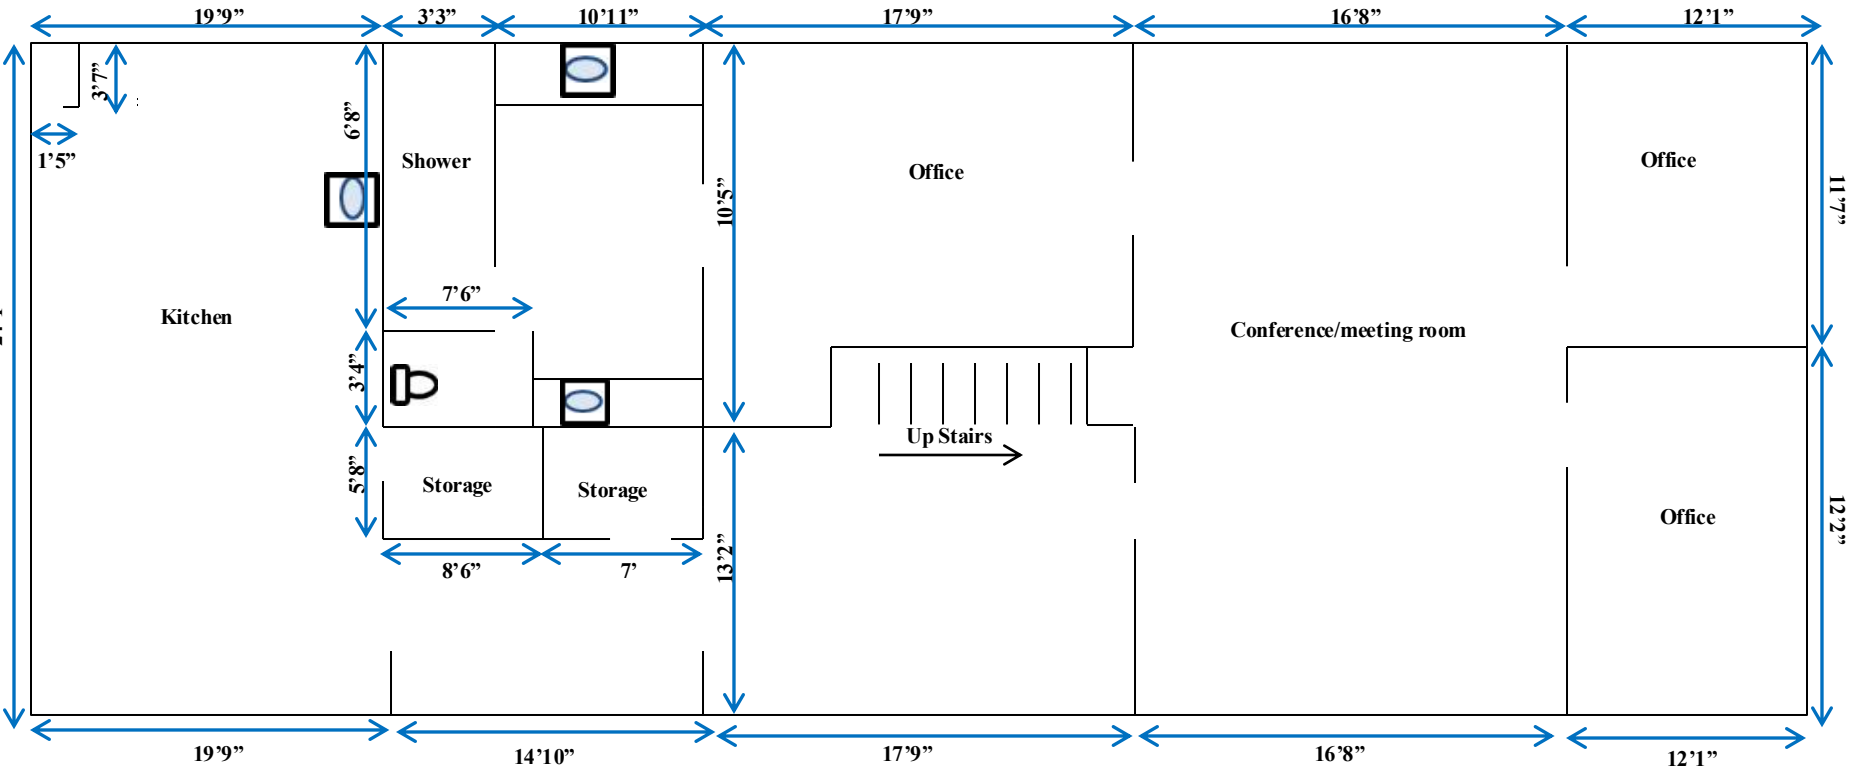 19’9”
3’3”
10’11”
17’9”
16’8”
12’1”
3’7”
1’5”
6’8”
Shower
Office
Office
10’5”
11’7”
7’6”
Kitchen
Conference/meeting room
3’4”
Up Stairs
5’8”
Storage
Storage
Office
12’2”
13’2”
8’6”
7’
19’9”
14’10”
17’9”
16’8”
12’1”